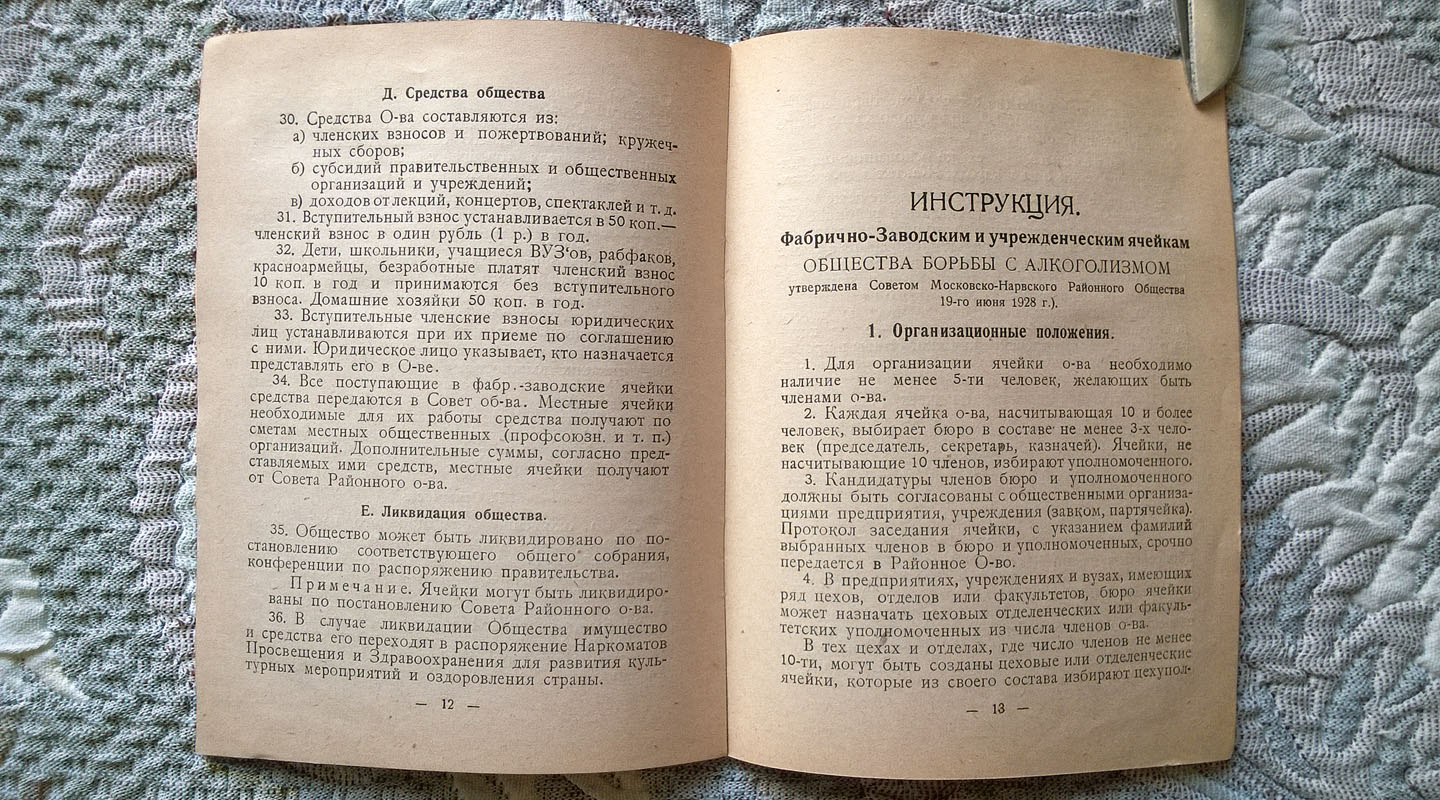 Д. Средства общества
30. Средства О-ва составляются из:
а) членских взносов и пожертвований; кружеч-
ных сборов;
б) субсидий правительственных и общественных
организаций и учреждений;
в) доходов от лекций, концертов, спектаклей и т. д.
31. Вступительный взнос устанавливается в 50 коп.—
членский взнос в один рубль (1 р.) в год.
32. Дети, школьники, учащиеся ВУЗ‘ов, рабфаков,
красноармейцы, безработные платят членский взнос
10 коп. в год и принимаются без вступительного
взноса. Домашние хозяйки 50 коп. в год.
33. Вступительные членские взносы юридических
лиц устанавливаются при их приеме по соглашению
с ними. Юридическое лицо указывает, кто назначается
представлять его в О-ве.
34. Все поступающие в фабр.-заводские ячейки
средства передаются в Совет об-ва. Местные ячейки
необходимые для их работы средства получают по
сметам местных общественных (профсоюзн. и т. п.)
организаций. Дополнительные суммы, согласно пред-
ставляемых ими средств, местные ячейки получают
от Совета Районного о-ва.
Е. Ликвидация общества.
35. Общество может быть ликвидировано по по-
становлению соответствующего общего собрания,
конференции по распоряжению правительства.
Примечание. Ячейки могут быть ликвидиро-
ваны по постановлению Совета Районного о-ва.
36. В случае ликвидации Общества имущество
и средства его переходят в распоряжение Наркоматов
Просвещения и Здравоохранения для развития куль-
турных мероприятий и оздоровления страны.
— 12 —
ИНСТРУКЦИЯ.
Фабрично-Заводским и учрежденческим ячейкам
ОБЩЕСТВА БОРЬБЫ С АЛКОГОЛИЗМОМ
утверждена Советом Московско-Нарвского Районного Общества
19-го июня 1928 г.).
1. Организационные положения.
1. Для организации ячейки о-ва необходимо
наличие не менее 5-ти человек, желающих быть
членами о-ва.
2. Каждая ячейка о-ва, насчитывающая 10 и более
человек, выбирает бюро в составе не менее 3-х чело-
век (председатель, секретарь, казначей). Ячейки, не
насчитывающие 10 членов, избирают уполномоченного.
3. Кандидатуры членов бюро и уполномоченного
должны быть согласованы с общественными организа-
циями предприятия, учреждения (завком, партячейка).
Протокол заседания ячейки, с указанием фамилий
выбранных членов в бюро и уполномоченных, срочно
передается в Районное О-во.
4. В предприятиях, учреждениях и вузах, имеющих
ряд цехов, отделов или факультетов, бюро ячейки
может назначать цеховых отделенческих или факуль-
тетских уполномоченных из числа членов о-ва.
В тех цехах и отделах, где число членов не менее
10-ти, могут быть созданы цеховые или отделенческие
ячейки, которые из своего состава избирают цехупол-
— 13 —